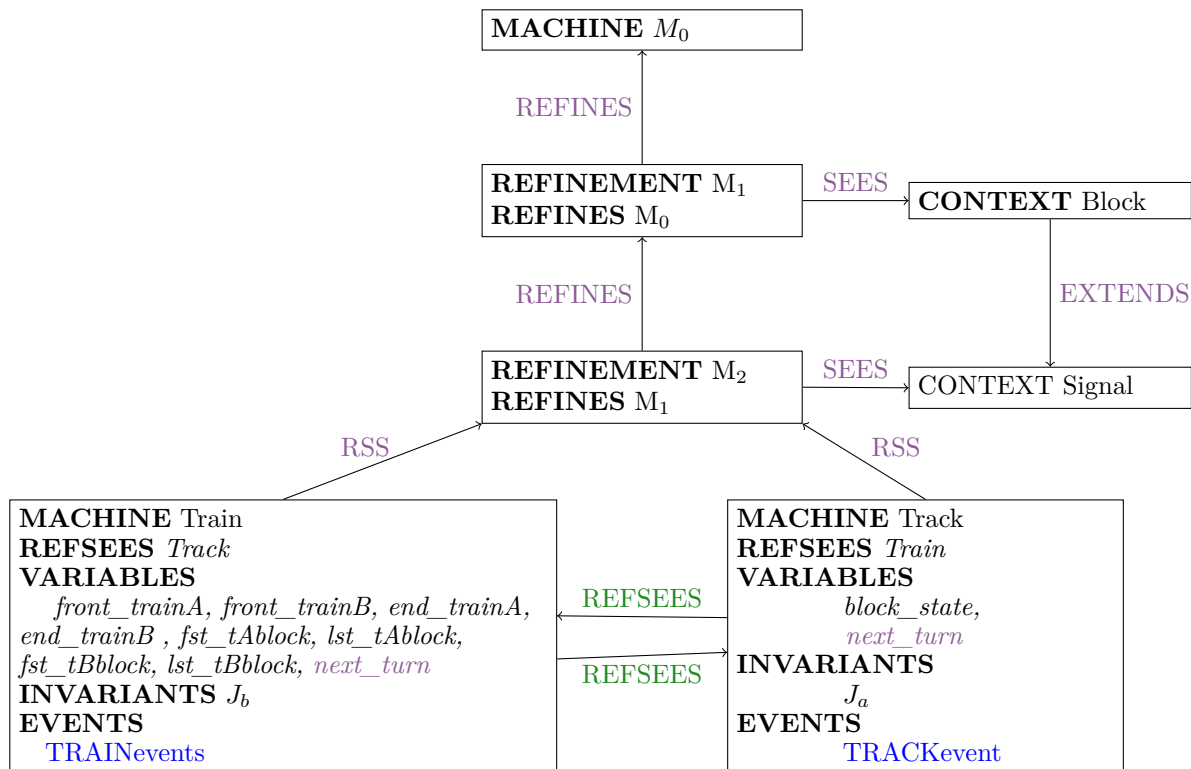 MACHINE M₀
REFINES
REFINEMENT M₁
REFINES M₀
SEES
CONTEXT Block
REFINES
EXTENDS
REFINEMENT M₂
REFINES M₁
SEES
CONTEXT Signal
RSS
RSS
MACHINE Train
REFSEES Track
VARIABLES
front_trainA, front_trainB, end_trainA,
end_trainB , fst_tAblock, lst_tAblock,
fst_tBblock, lst_tBblock, next_turn
INVARIANTS J_b
EVENTS
TRAINevents
REFSEES
REFSEES
MACHINE Track
REFSEES Train
VARIABLES
block_state,
next_turn
INVARIANTS
J_a
EVENTS
TRACKevent